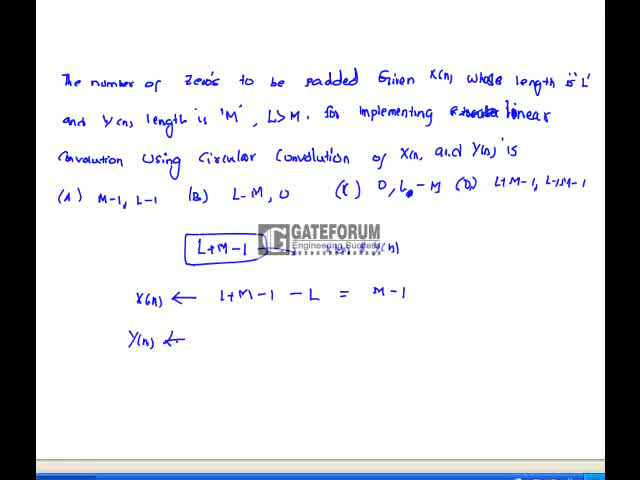 The number of zero's to be padded Given x(n) whose length is 'L'
and Y(n) length is 'M', L>M. for implementing linear
convolution using Circular Convolution of x(n) and Y(n) is
(A) M-1, L-1 (B) L-M, 0 (C) 0, L-M (D) L+M-1, L+M-1
GATEFORUM
Engineering Success
L+M-1
x(n) ← L+M-1 - L = M-1
Y(n) ←